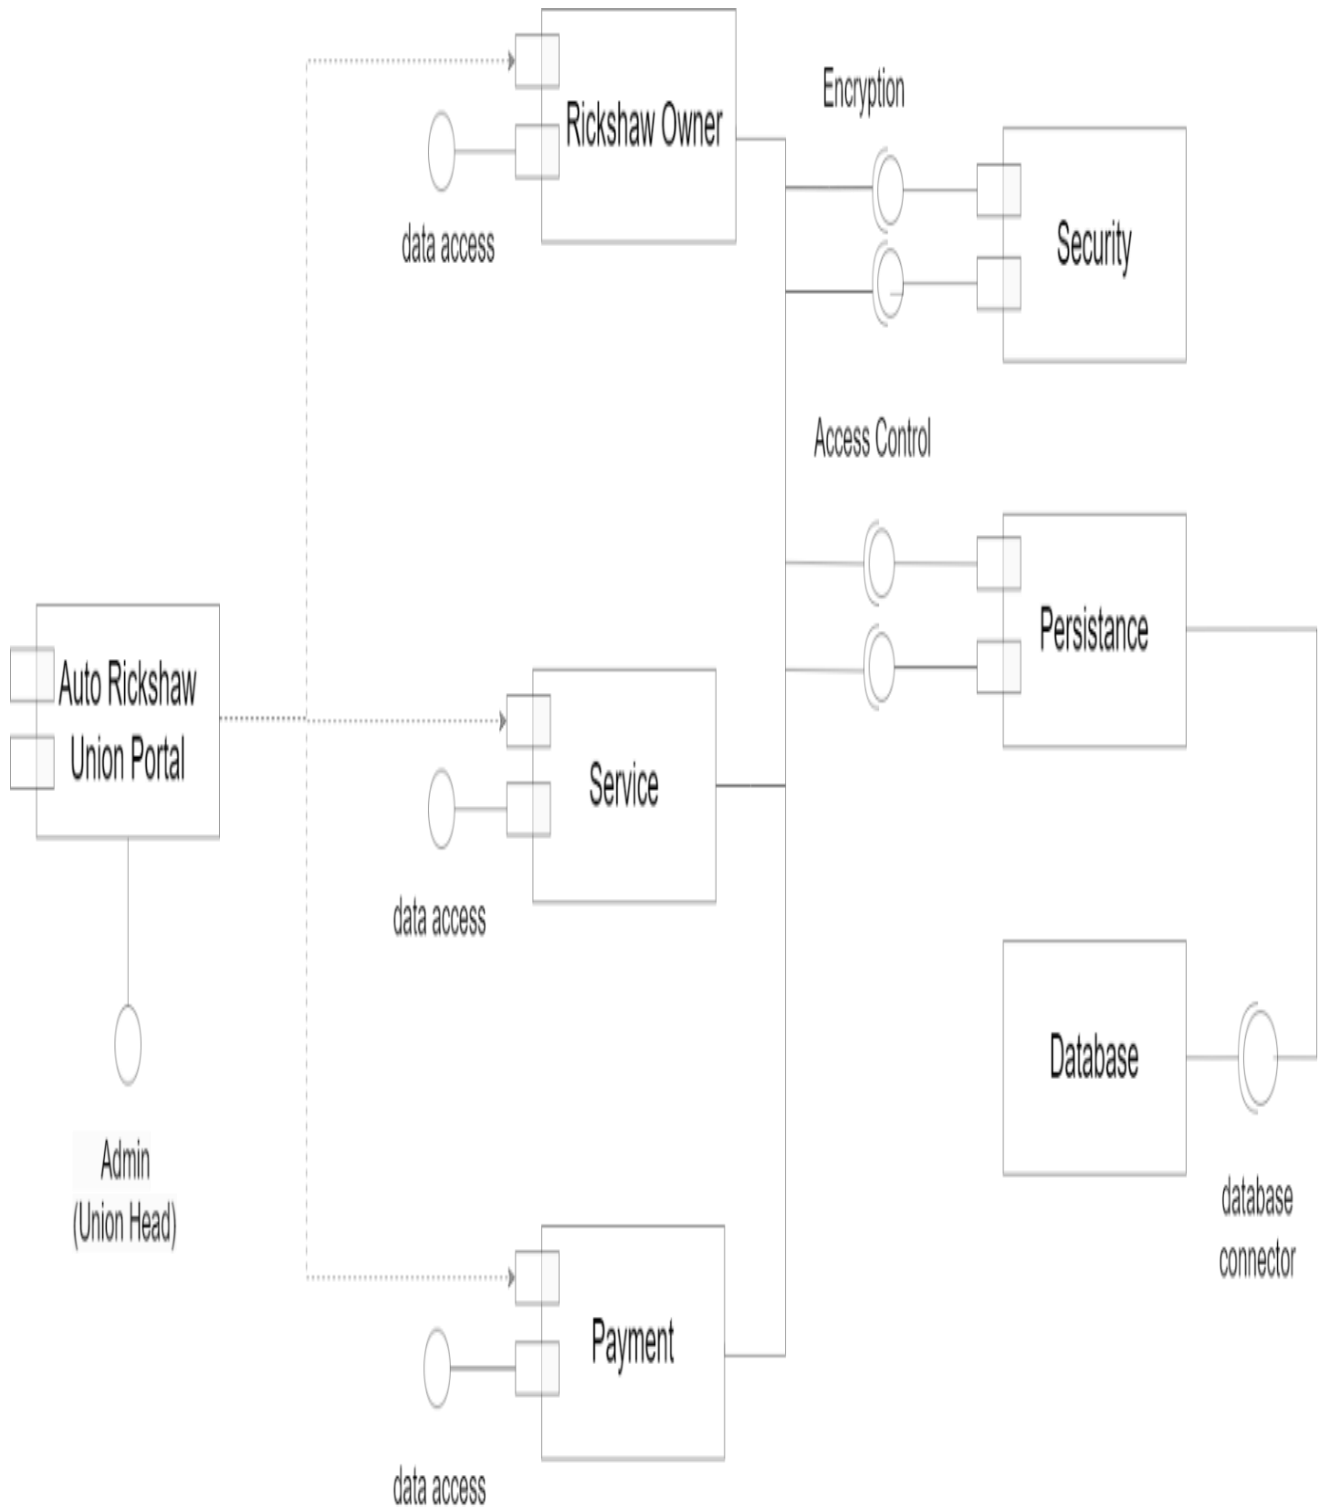 Encryption
Rickshaw Owner
Security
data access
Access Control
Persistance
Auto Rickshaw
Union Portal
Service
data access
Database
Admin
(Union Head)
database
connector
Payment
data access